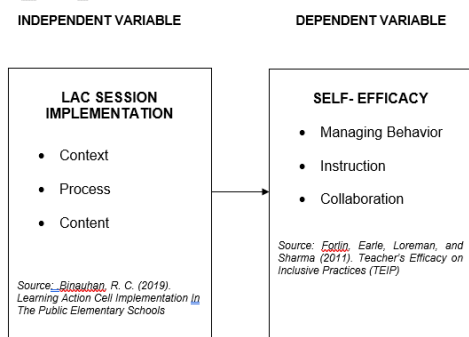 INDEPENDENT VARIABLE
DEPENDENT VARIABLE
LAC SESSION
IMPLEMENTATION
• Context
• Process
• Content
Source: Binauhan, R. C. (2019).
Learning Action Cell Implementation In
The Public Elementary Schools
SELF- EFFICACY
• Managing Behavior
• Instruction
• Collaboration
Source: Forlin, Earle, Loreman, and
Sharma (2011). Teacher's Efficacy on
Inclusive Practices (TEIP)